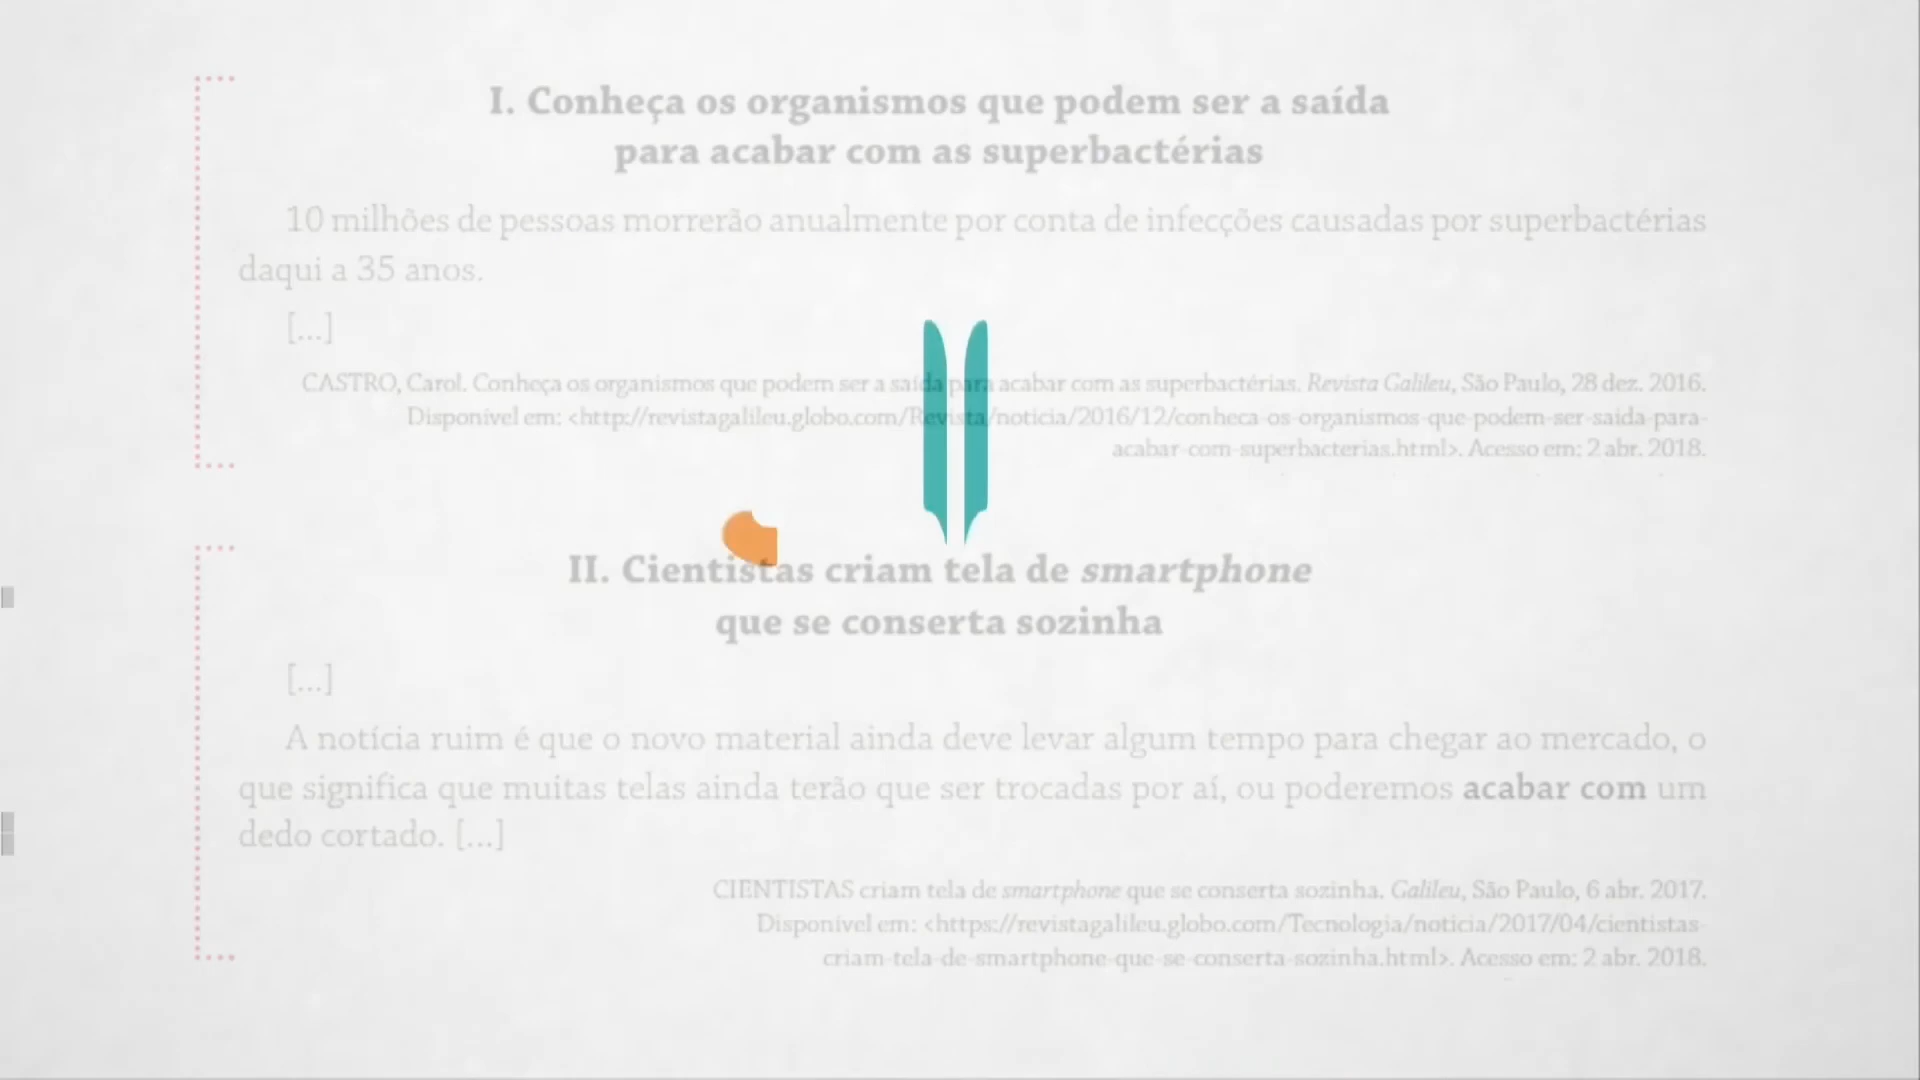 I. Conheça os organismos que podem ser a saída
para acabar com as superbactérias
10 milhões de pessoas morrerão anualmente por conta de infecções causadas por superbactérias
daqui a 35 anos.
[...]
CASTRO, Carol. Conheça os organismos que podem ser a saída para acabar com as superbactérias. Revista Galileu, São Paulo, 28 dez. 2016.
Disponível em: <http://revistagalileu.globo.com/Revista/noticia/2016/12/conheca-os-organismos-que-podem-ser-saida-para-
acabar-com-superbacterias.html>. Acesso em: 2 abr. 2018.
II. Cientistas criam tela de smartphone
que se conserta sozinha
[...]
A notícia ruim é que o novo material ainda deve levar algum tempo para chegar ao mercado, o
que significa que muitas telas ainda terão que ser trocadas por aí, ou poderemos acabar com um
dedo cortado. [...]
CIENTISTAS criam tela de smartphone que se conserta sozinha. Galileu, São Paulo, 6 abr. 2017.
Disponível em: <https://revistagalileu.globo.com/Tecnologia/noticia/2017/04/cientistas-
criam-tela-de-smartphone-que-se-conserta-sozinha.html>. Acesso em: 2 abr. 2018.